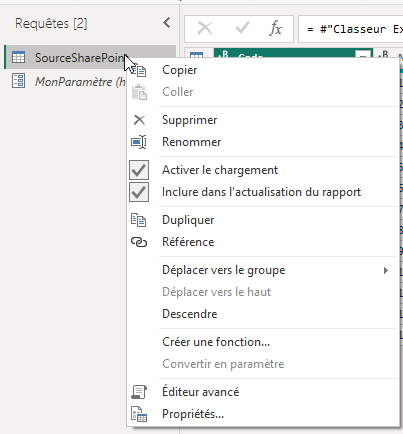 Requêtes [2]
fx
= #"Classeur Ex
SourceSharePoin
Code
MonParamètre (h
Copier
Coller
Supprimer
Renommer
Activer le chargement
Inclure dans l'actualisation du rapport
Dupliquer
Référence
Déplacer vers le groupe
Déplacer vers le haut
Descendre
Créer une fonction...
Convertir en paramètre
Éditeur avancé
Propriétés...